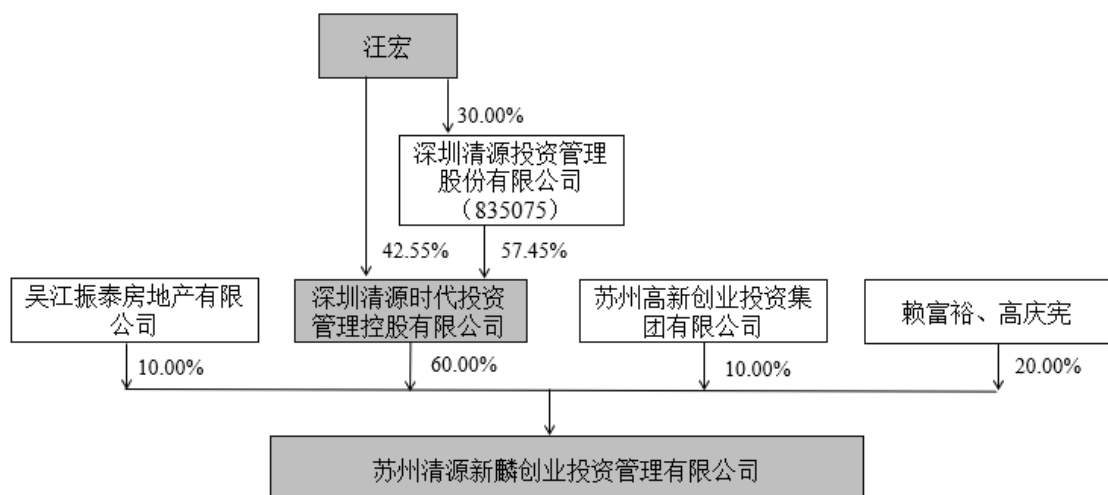 汪宏
30.00%
深圳清源投资管理
股份有限公司
（835075）
42.55%
57.45%
吴江振泰房地产有限
公司
深圳清源时代投资
管理控股有限公司
苏州高新创业投资集
团有限公司
赖富裕、高庆宪
10.00%
60.00%
10.00%
20.00%
苏州清源新麟创业投资管理有限公司